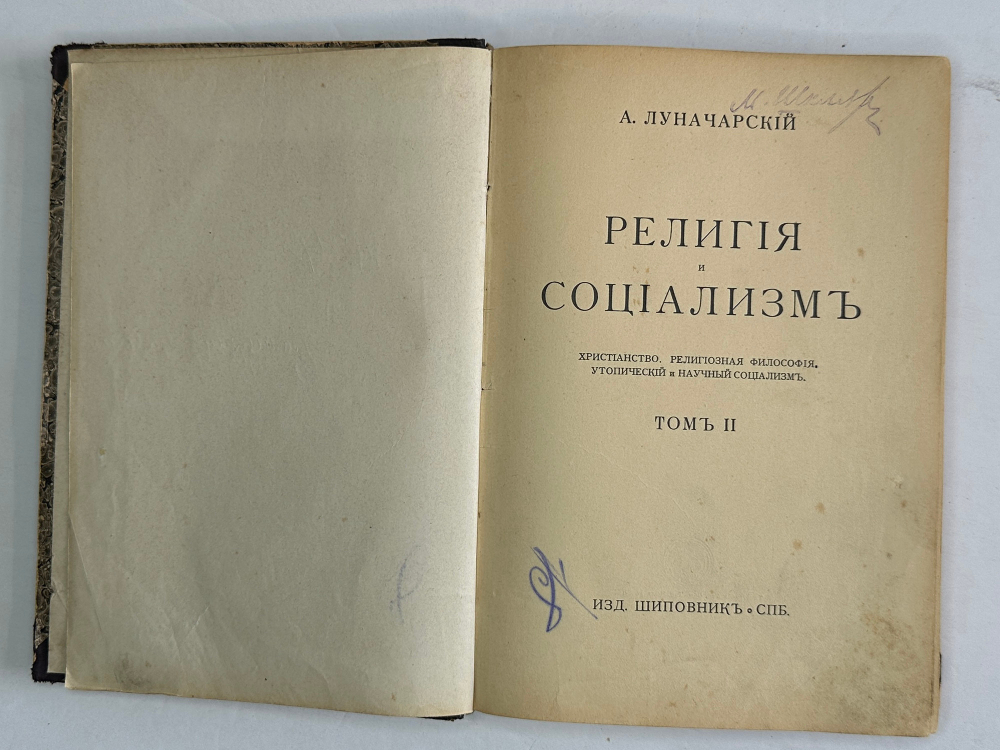 А. ЛУНАЧАРСКІЙ
РЕЛИГІЯ
и
СОЦІАЛИЗМЪ
ХРИСТІАНСТВО. РЕЛИГІОЗНАЯ ФИЛОСОФІЯ.
УТОПИЧЕСКІЙ и НАУЧНЫЙ СОЦІАЛИЗМЪ.
ТОМЪ II
ИЗД. ШИПОВНИКЪ СПБ.